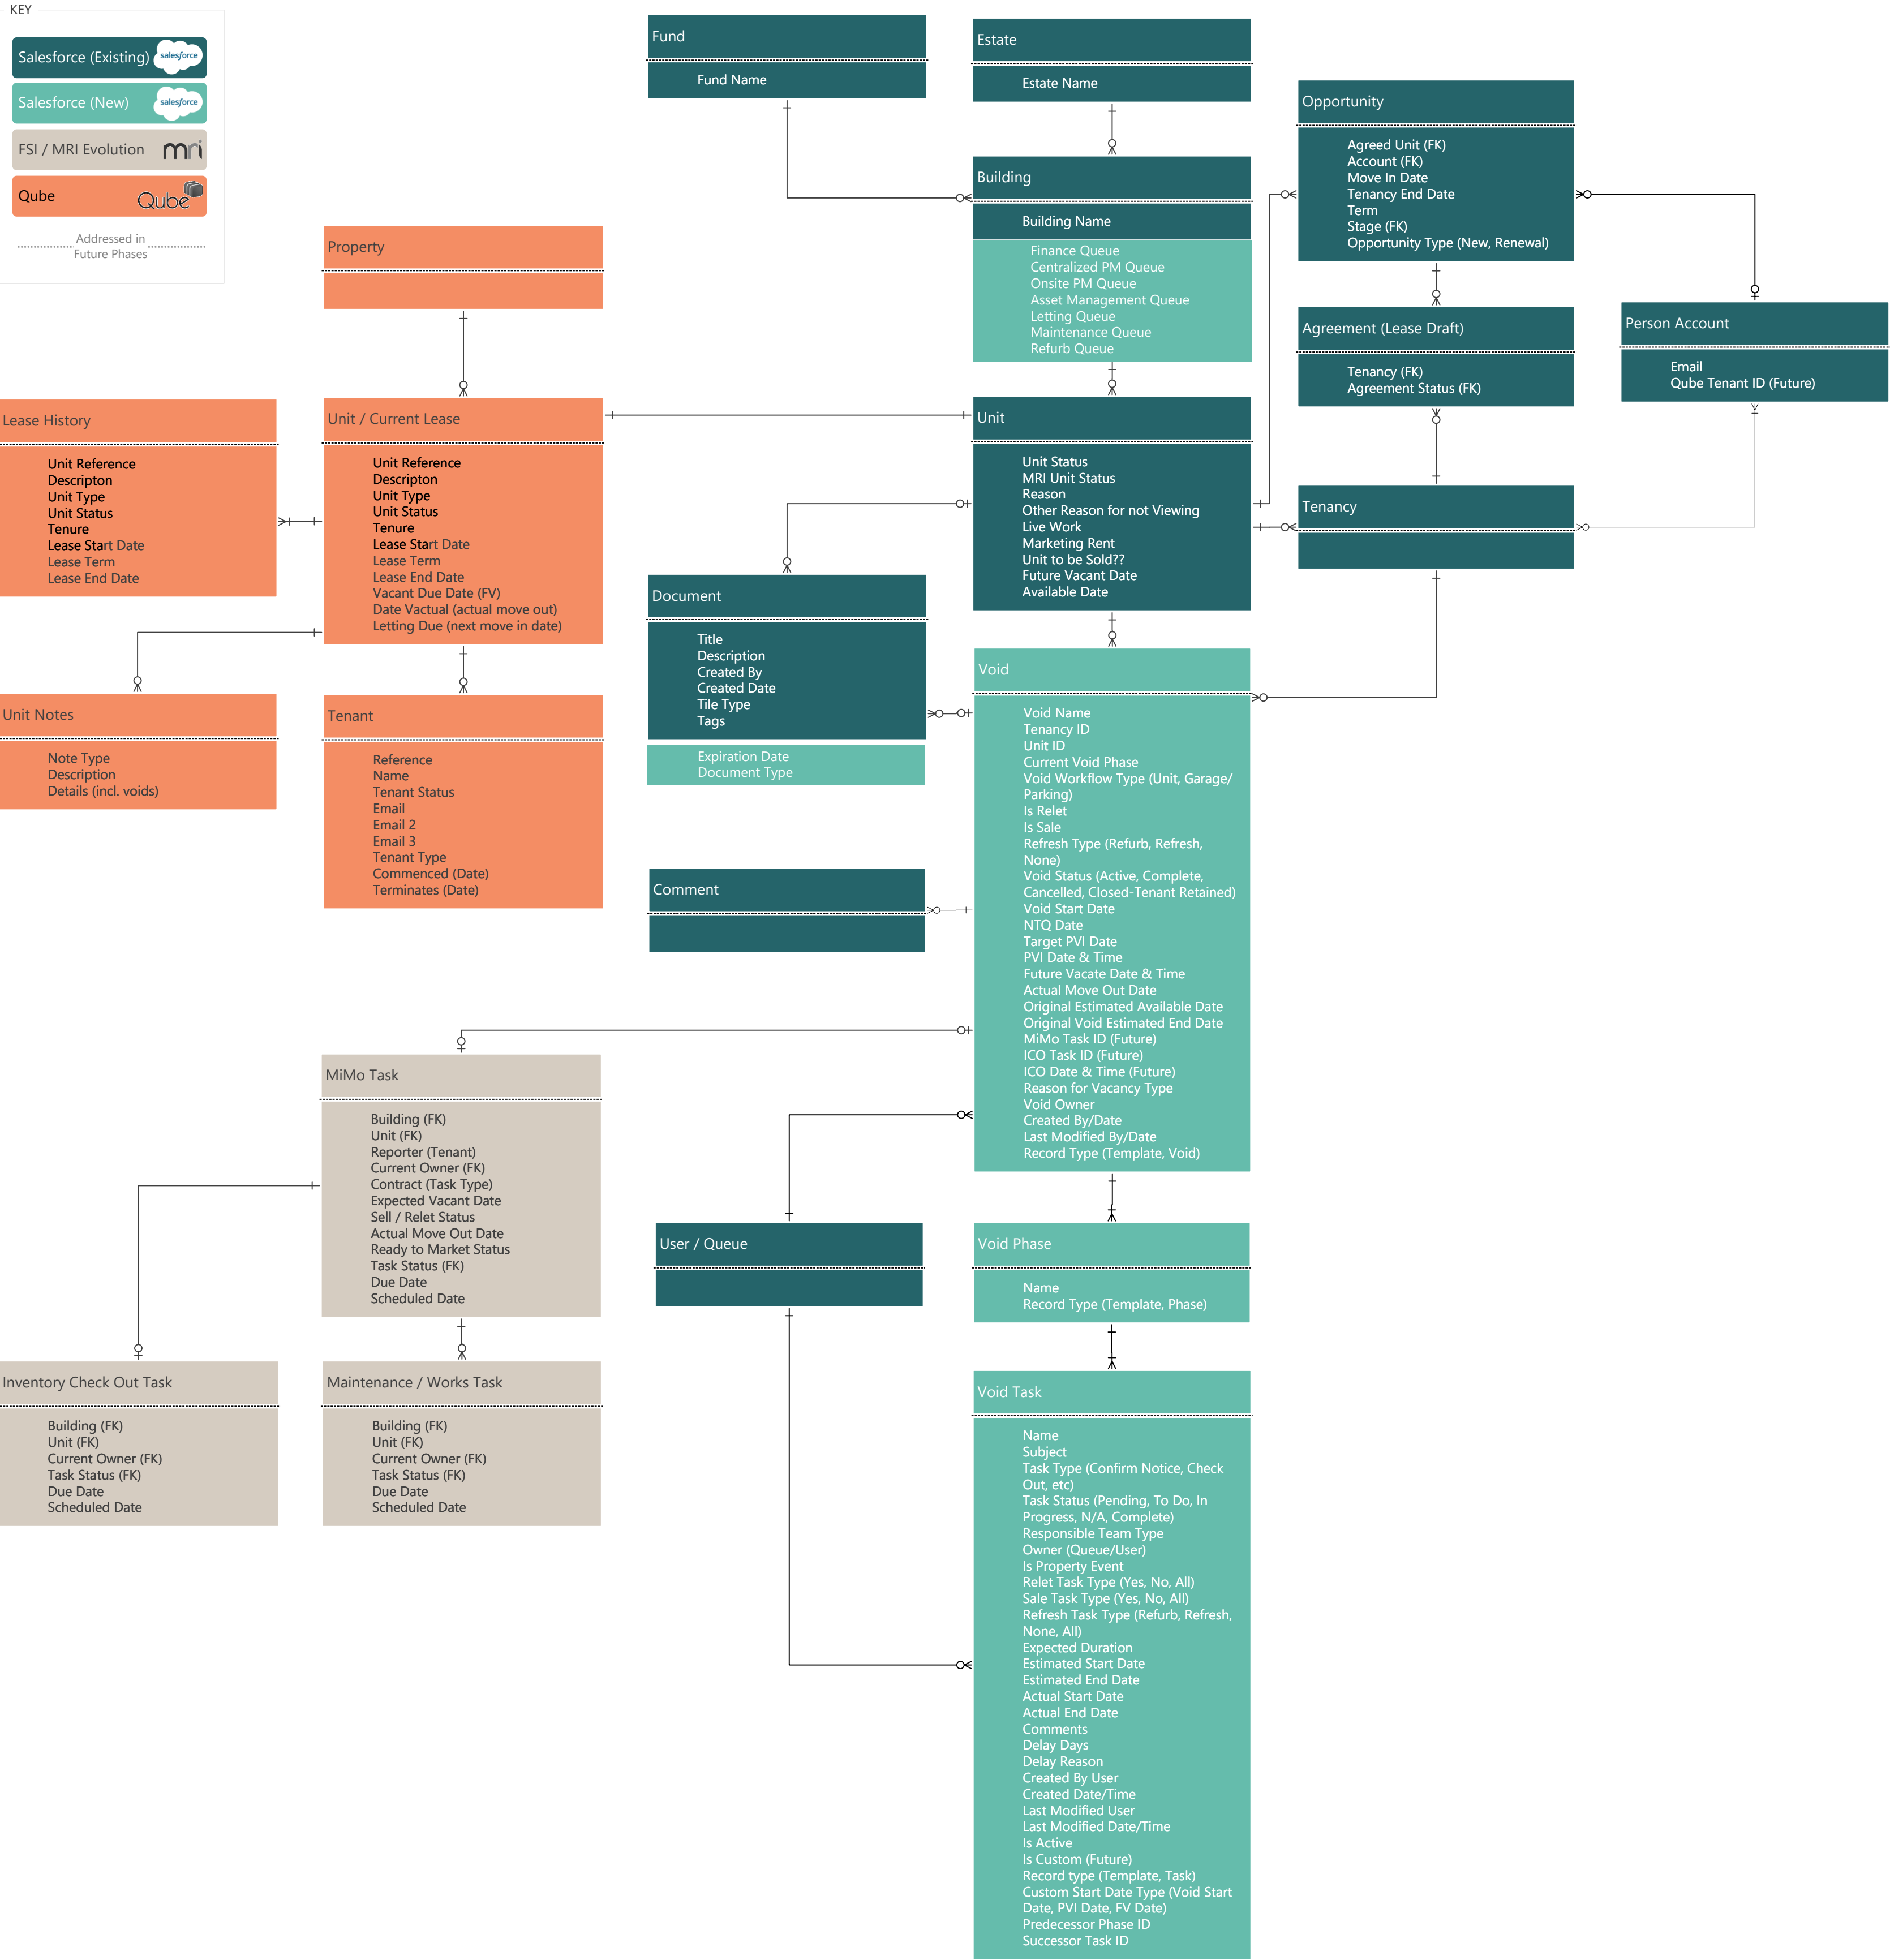 KEY
Salesforce (Existing)
salesforce
Salesforce (New)
salesforce
FSI / MRI Evolution
mri
Qube
Qube
Addressed in
Future Phases
Fund
Fund Name
Estate
Estate Name
Opportunity
Agreed Unit (FK)
Account (FK)
Move In Date
Tenancy End Date
Term
Stage (FK)
Opportunity Type (New, Renewal)
Building
Building Name
Finance Queue
Centralized PM Queue
Onsite PM Queue
Asset Management Queue
Letting Queue
Maintenance Queue
Refurb Queue
Property
Agreement (Lease Draft)
Tenancy (FK)
Agreement Status (FK)
Person Account
Email
Qube Tenant ID (Future)
Lease History
Unit Reference
Descripton
Unit Type
Unit Status
Tenure
Lease Start Date
Lease Term
Lease End Date
Unit / Current Lease
Unit Reference
Descripton
Unit Type
Unit Status
Tenure
Lease Start Date
Lease Term
Lease End Date
Vacant Due Date (FV)
Date Vactual (actual move out)
Letting Due (next move in date)
Unit
Unit Status
MRI Unit Status
Reason
Other Reason for not Viewing
Live Work
Marketing Rent
Unit to be Sold??
Future Vacant Date
Available Date
Tenancy
Document
Title
Description
Created By
Created Date
Tile Type
Tags
Expiration Date
Document Type
Unit Notes
Note Type
Description
Details (incl. voids)
Tenant
Reference
Name
Tenant Status
Email
Email 2
Email 3
Tenant Type
Commenced (Date)
Terminates (Date)
Void
Void Name
Tenancy ID
Unit ID
Current Void Phase
Void Workflow Type (Unit, Garage/
Parking)
Is Relet
Is Sale
Refresh Type (Refurb, Refresh,
None)
Void Status (Active, Complete,
Cancelled, Closed-Tenant Retained)
Void Start Date
NTQ Date
Target PVI Date
PVI Date & Time
Future Vacate Date & Time
Actual Move Out Date
Original Estimated Available Date
Original Void Estimated End Date
MiMo Task ID (Future)
ICO Task ID (Future)
ICO Date & Time (Future)
Reason for Vacancy Type
Void Owner
Created By/Date
Last Modified By/Date
Record Type (Template, Void)
Comment
MiMo Task
Building (FK)
Unit (FK)
Reporter (Tenant)
Current Owner (FK)
Contract (Task Type)
Expected Vacant Date
Sell / Relet Status
Actual Move Out Date
Ready to Market Status
Task Status (FK)
Due Date
Scheduled Date
User / Queue
Void Phase
Name
Record Type (Template, Phase)
Inventory Check Out Task
Building (FK)
Unit (FK)
Current Owner (FK)
Task Status (FK)
Due Date
Scheduled Date
Maintenance / Works Task
Building (FK)
Unit (FK)
Current Owner (FK)
Task Status (FK)
Due Date
Scheduled Date
Void Task
Name
Subject
Task Type (Confirm Notice, Check
Out, etc)
Task Status (Pending, To Do, In
Progress, N/A, Complete)
Responsible Team Type
Owner (Queue/User)
Is Property Event
Relet Task Type (Yes, No, All)
Sale Task Type (Yes, No, All)
Refresh Task Type (Refurb, Refresh,
None, All)
Expected Duration
Estimated Start Date
Estimated End Date
Actual Start Date
Actual End Date
Comments
Delay Days
Delay Reason
Created By User
Created Date/Time
Last Modified User
Last Modified Date/Time
Is Active
Is Custom (Future)
Record type (Template, Task)
Custom Start Date Type (Void Start
Date, PVI Date, FV Date)
Predecessor Phase ID
Successor Task ID